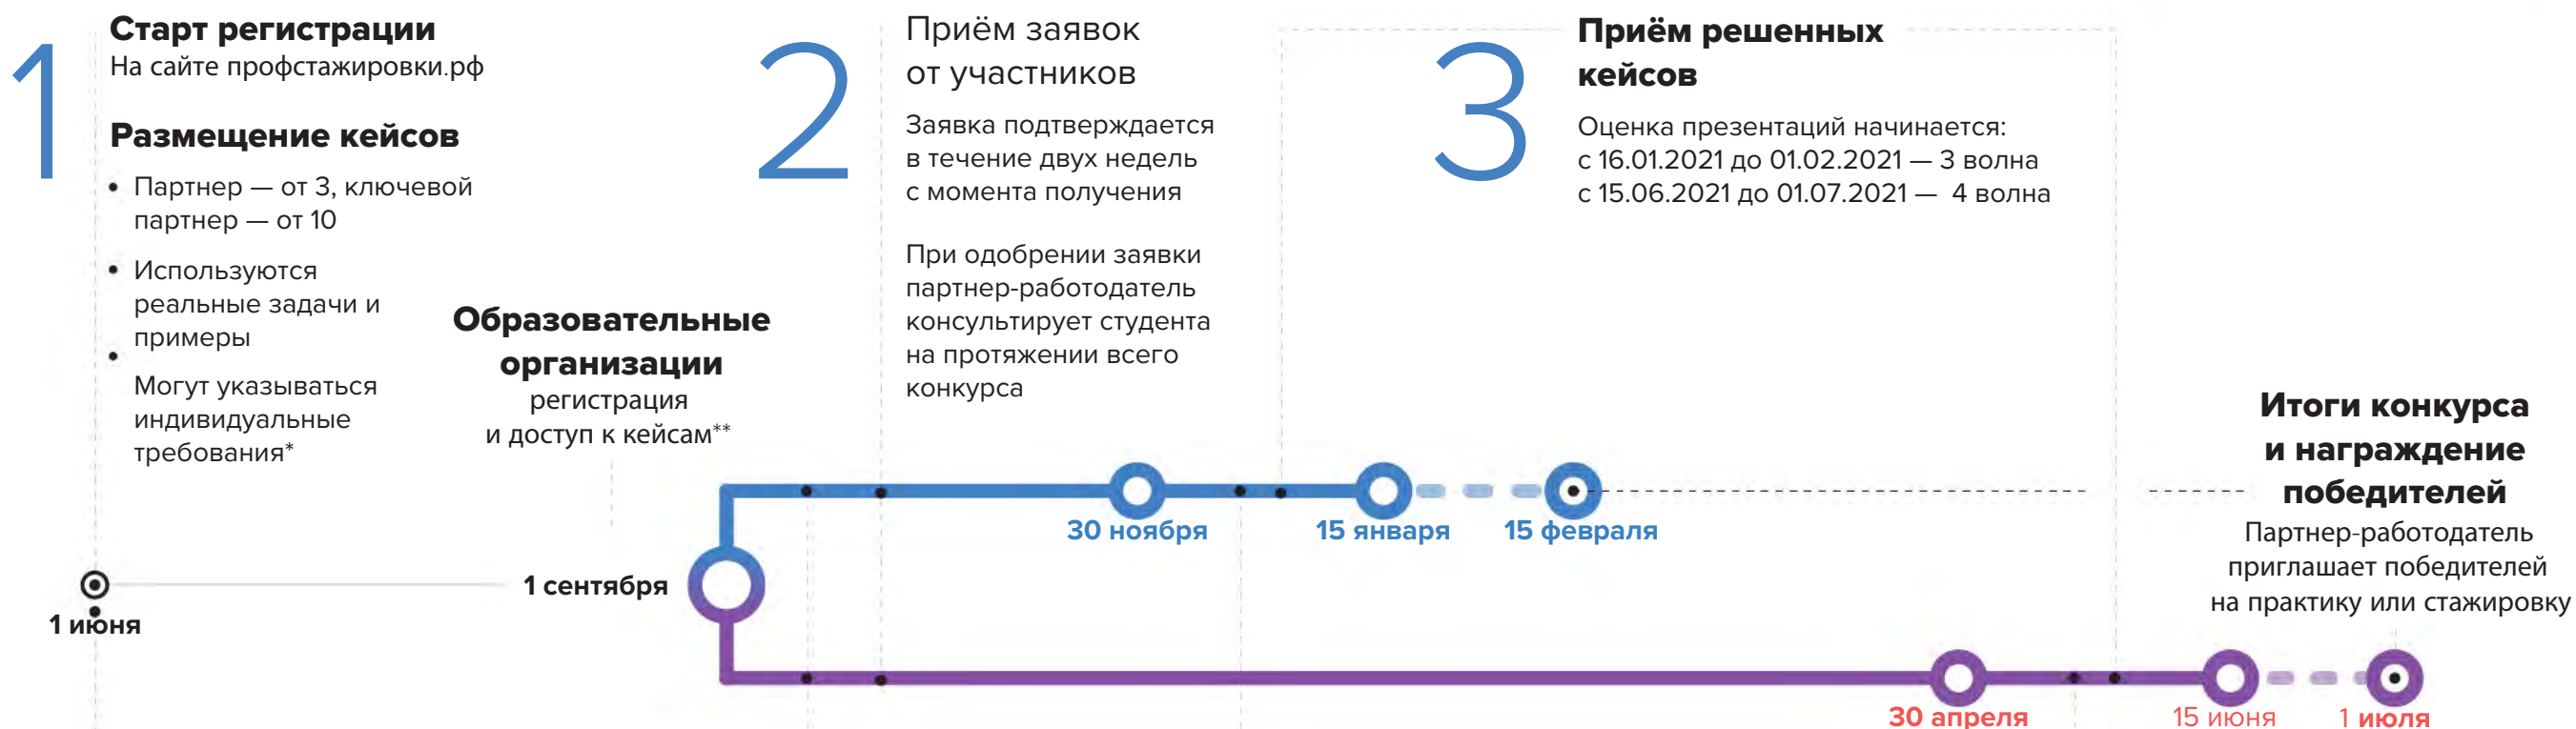 1
Старт регистрации
На сайте профстажировки.рф
Размещение кейсов
• Партнер — от 3, ключевой
партнер — от 10
• Используются
реальные задачи и
примеры
•
Могут указываться
индивидуальные
требования*
Образовательные
организации
регистрация
и доступ к кейсам**
2
Приём заявок
от участников
Заявка подтверждается
в течение двух недель
с момента получения
При одобрении заявки
партнер-работодатель
консультирует студента
на протяжении всего
конкурса
3
Приём решенных
кейсов
Оценка презентаций начинается:
с 16.01.2021 до 01.02.2021 — 3 волна
с 15.06.2021 до 01.07.2021 — 4 волна
Итоги конкурса
и награждение
победителей
Партнер-работодатель
приглашает победителей
на практику или стажировку
30 ноября
15 января
15 февраля
1 сентября
1 июня
30 апреля
15 июня
1 июля